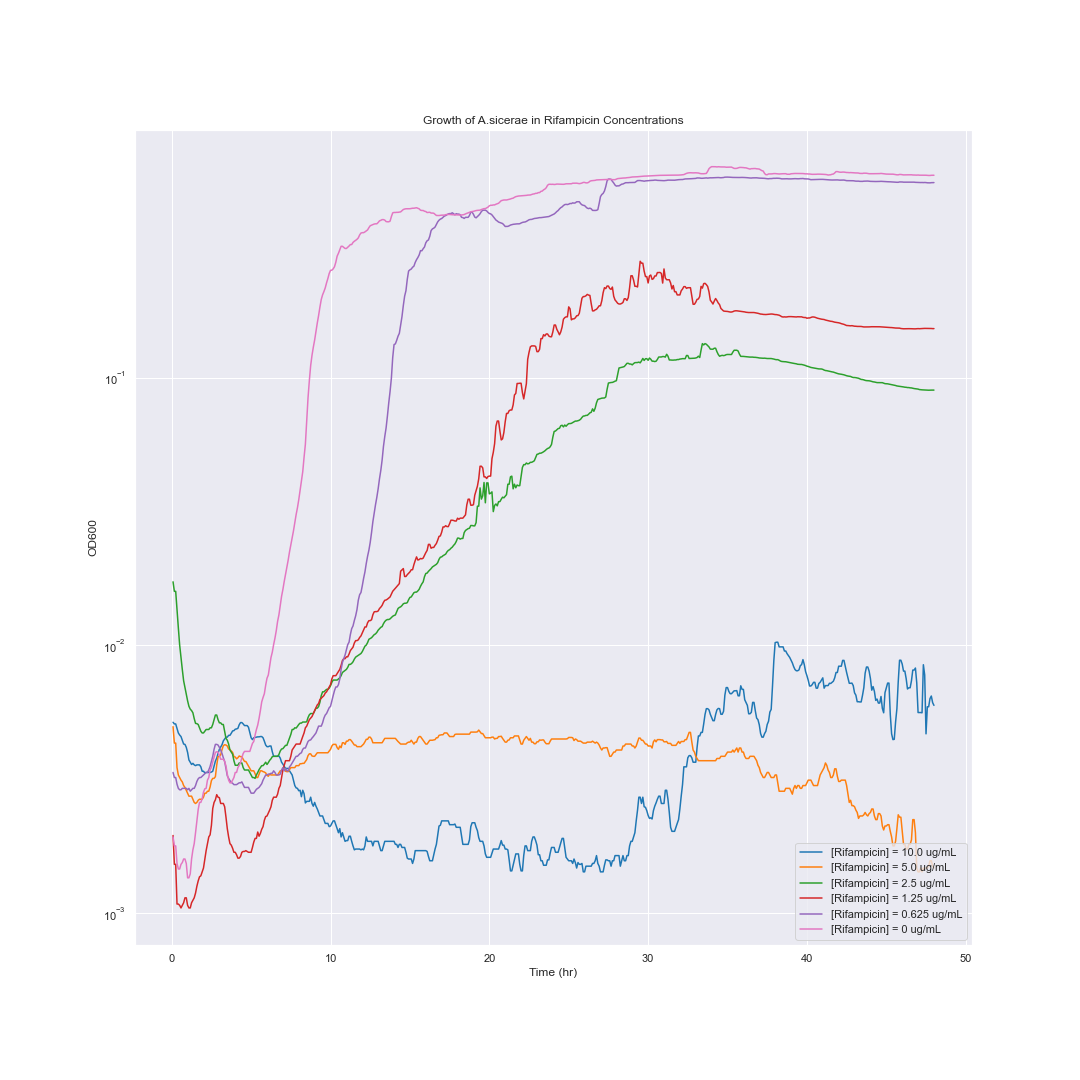 Growth of A.sicerae in Rifampicin Concentrations
OD600
10⁻¹
10⁻²
10⁻³
0 10 20 30 40 50
Time (hr)
[Rifampicin] = 10.0 ug/mL
[Rifampicin] = 5.0 ug/mL
[Rifampicin] = 2.5 ug/mL
[Rifampicin] = 1.25 ug/mL
[Rifampicin] = 0.625 ug/mL
[Rifampicin] = 0 ug/mL